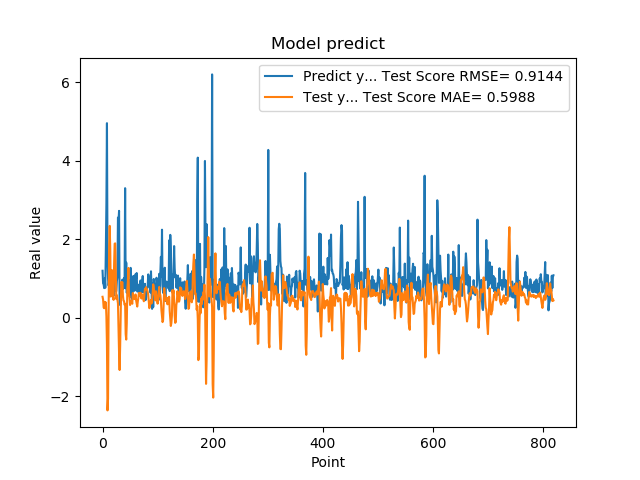 Model predict
Predict y... Test Score RMSE= 0.9144
Test y... Test Score MAE= 0.5988
Real value
6
4
2
0
−2
0 200 400 600 800
Point